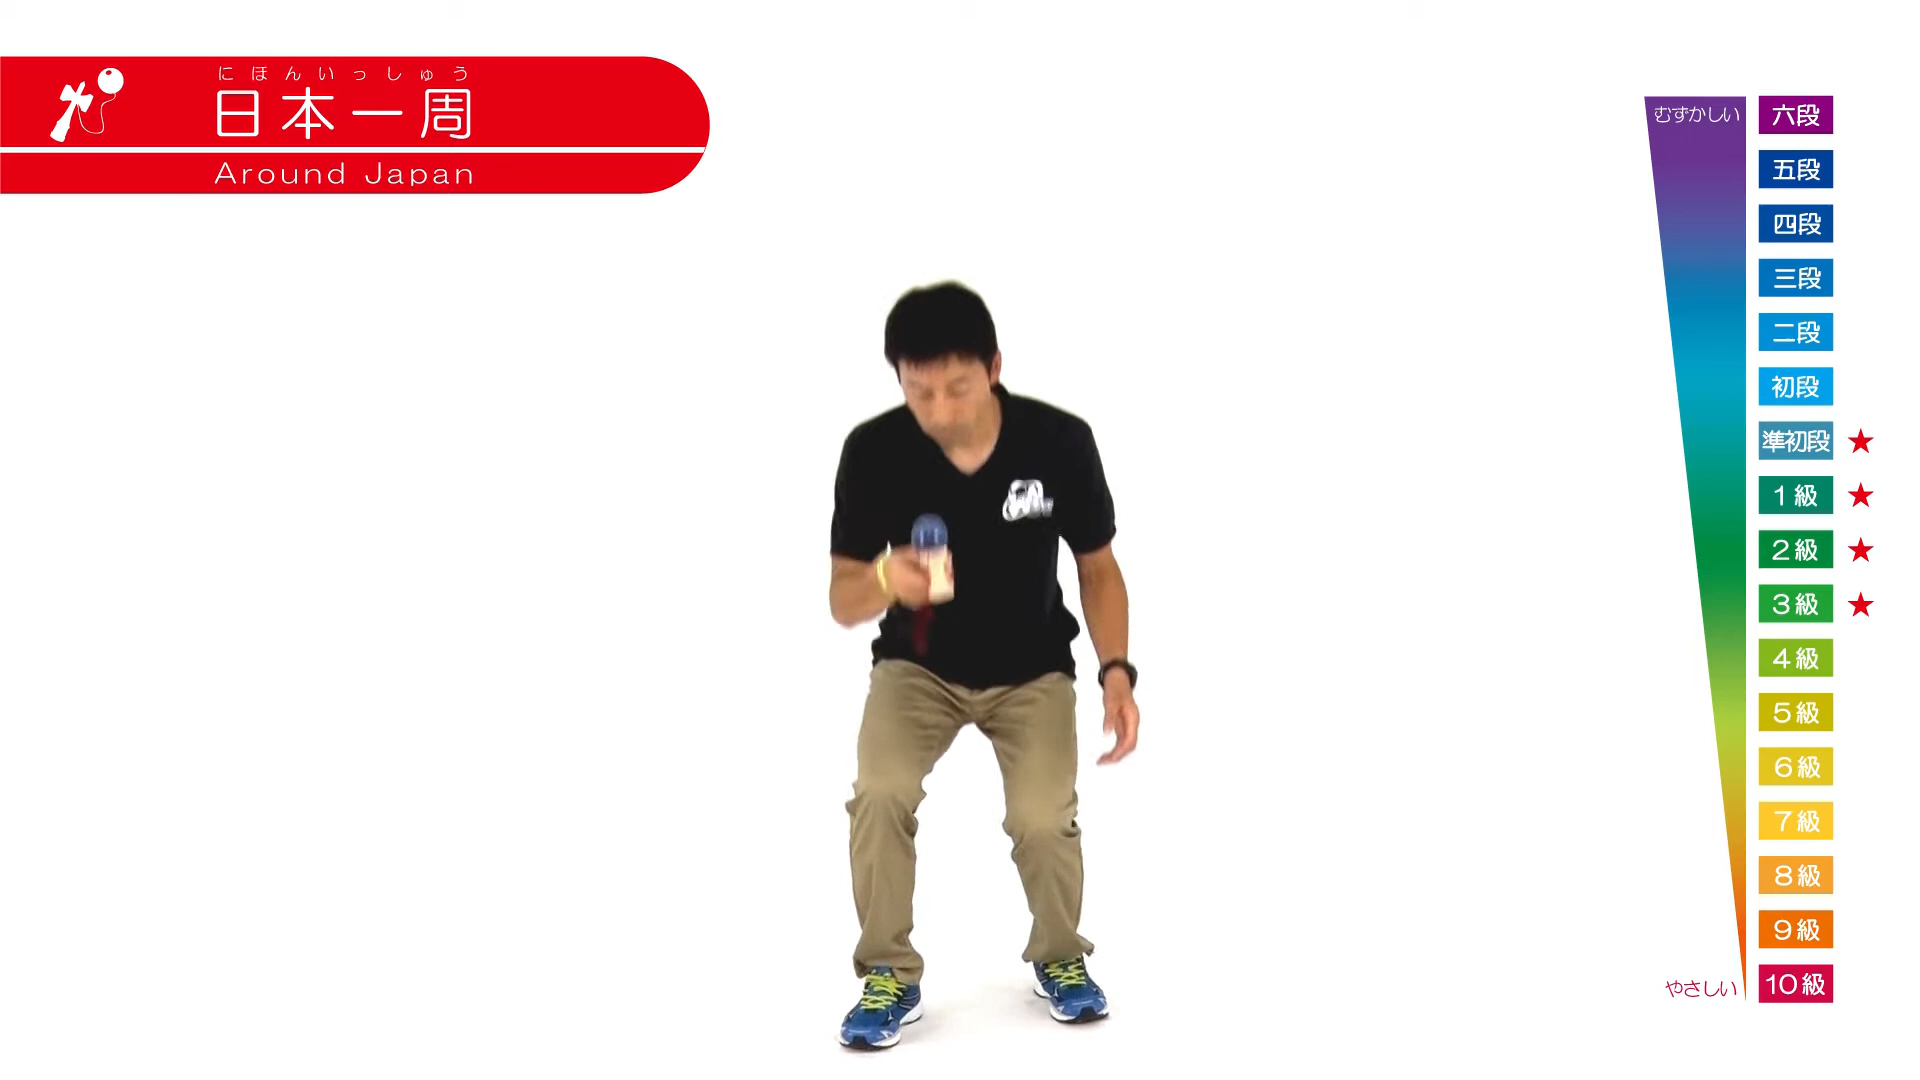 にほんいっしゅう
日本一周
Around Japan
むずかしい
六段
五段
四段
三段
二段
初段
準初段 ★
1級 ★
2級 ★
3級 ★
4級
5級
6級
7級
8級
9級
やさしい
10級